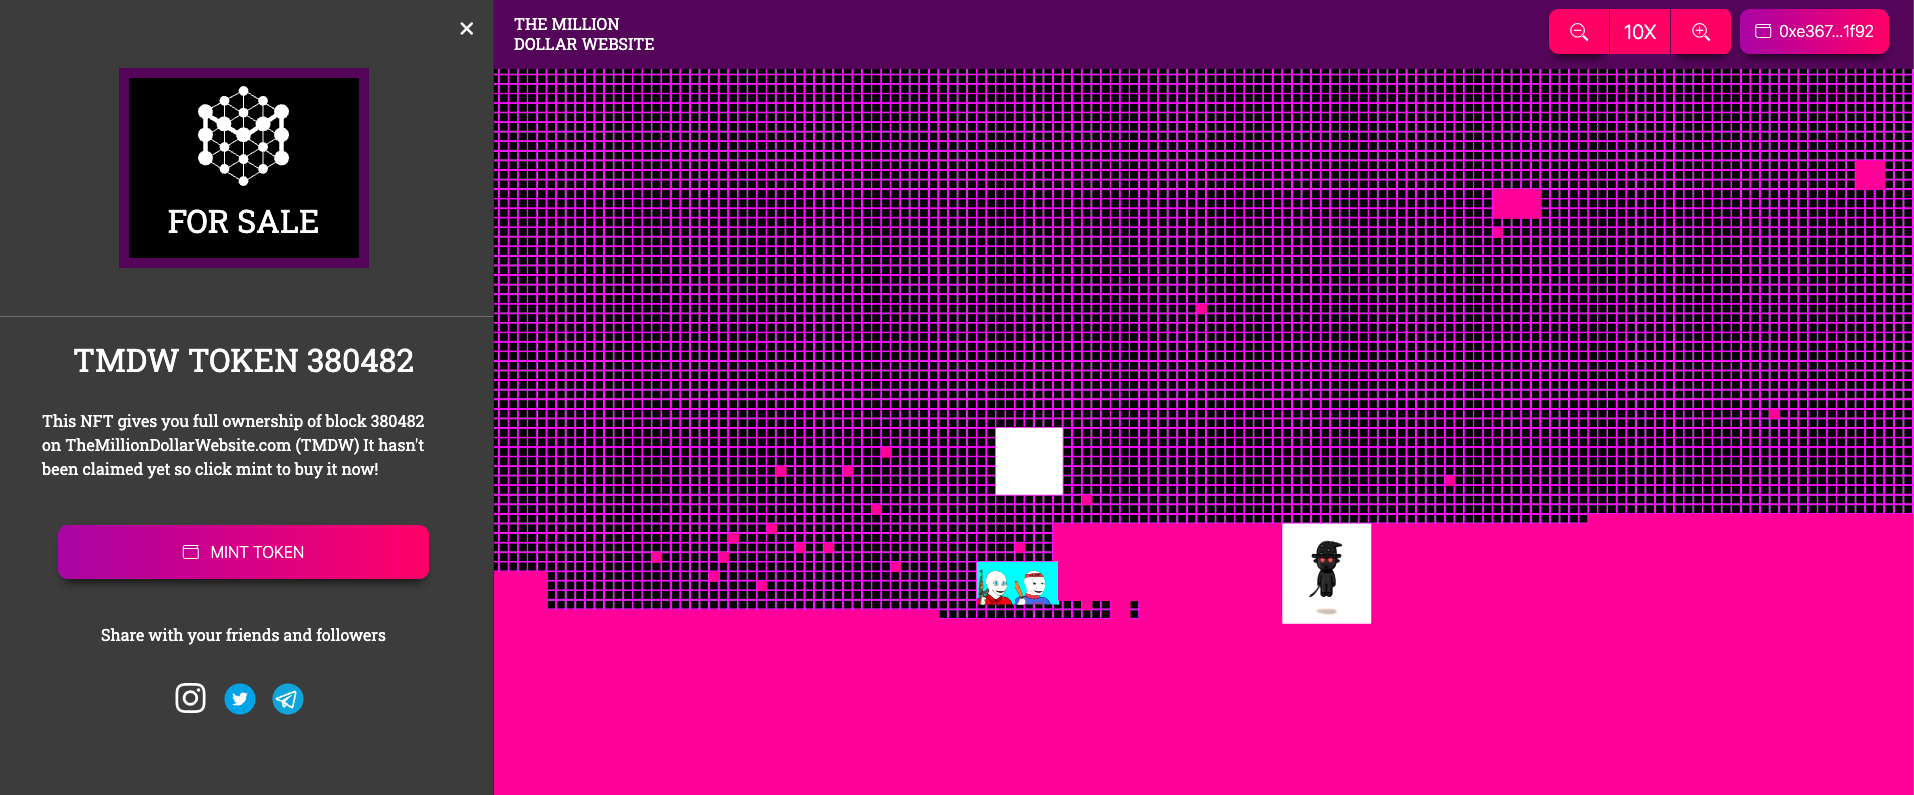 THE MILLION
DOLLAR WEBSITE
10X
0xe367...1f92
FOR SALE
TMDW TOKEN 380482
This NFT gives you full ownership of block 380482
on TheMillionDollarWebsite.com (TMDW) It hasn't
been claimed yet so click mint to buy it now!
MINT TOKEN
Share with your friends and followers